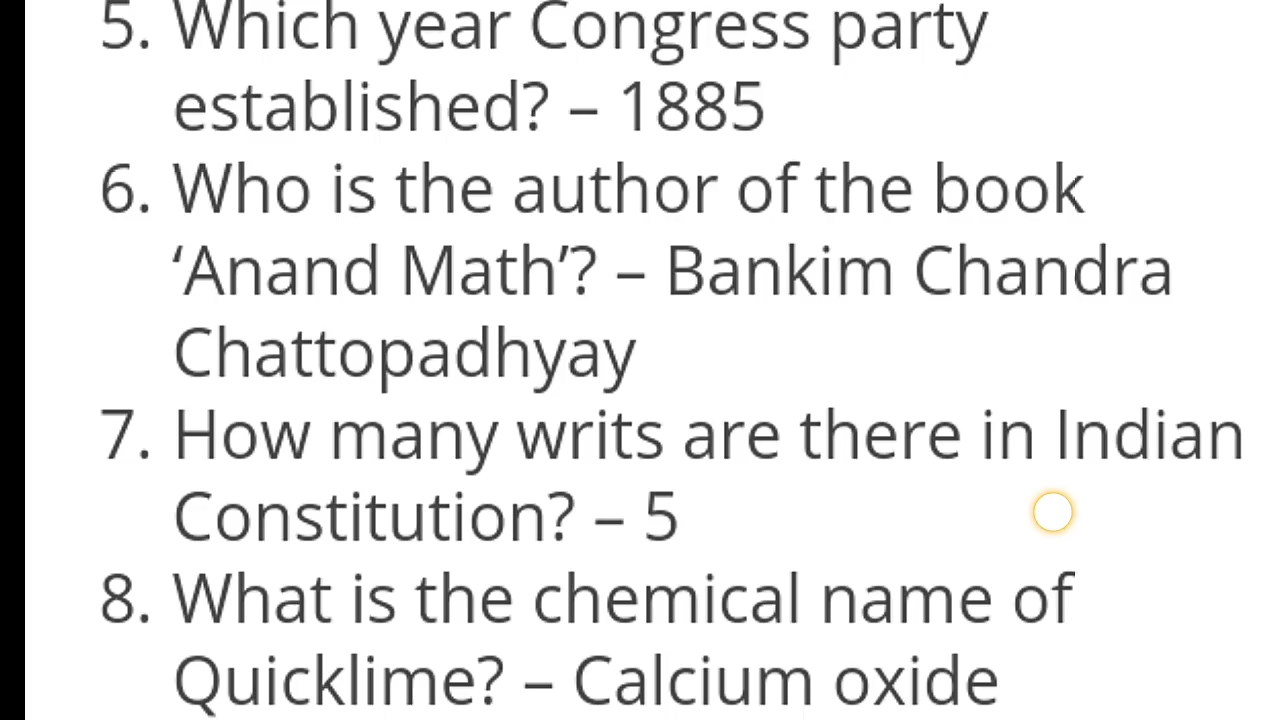 5. Which year Congress party
established? – 1885
6. Who is the author of the book
‘Anand Math’? – Bankim Chandra
Chattopadhyay
7. How many writs are there in Indian
Constitution? – 5
8. What is the chemical name of
Quicklime? – Calcium oxide